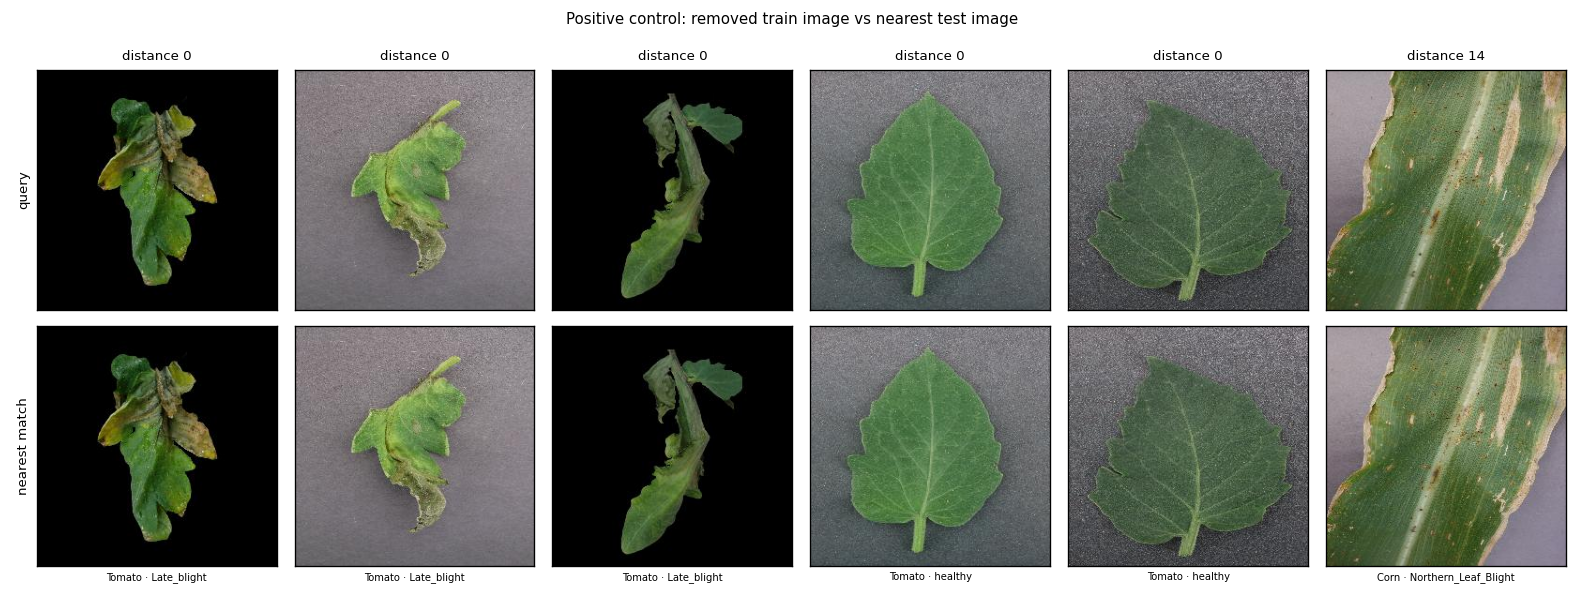 Positive control: removed train image vs nearest test image
distance 0
distance 0
distance 0
distance 0
distance 0
distance 14
query
nearest match
Tomato · Late_blight
Tomato · Late_blight
Tomato · Late_blight
Tomato · healthy
Tomato · healthy
Corn · Northern_Leaf_Blight